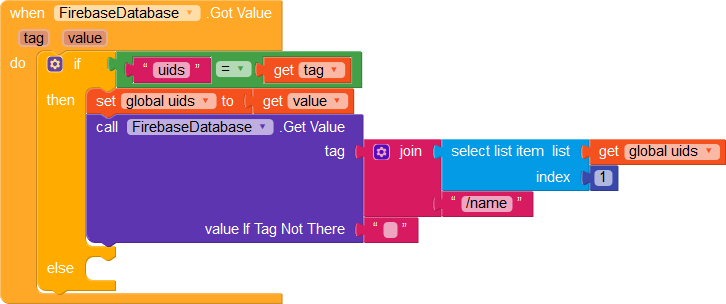 when FirebaseDatabase .Got Value
tag value
do if “ uids ” = get tag
then set global uids to get value
call FirebaseDatabase .Get Value
tag join select list item list get global uids
index 1
“ /name ”
value If Tag Not There “ ”
else